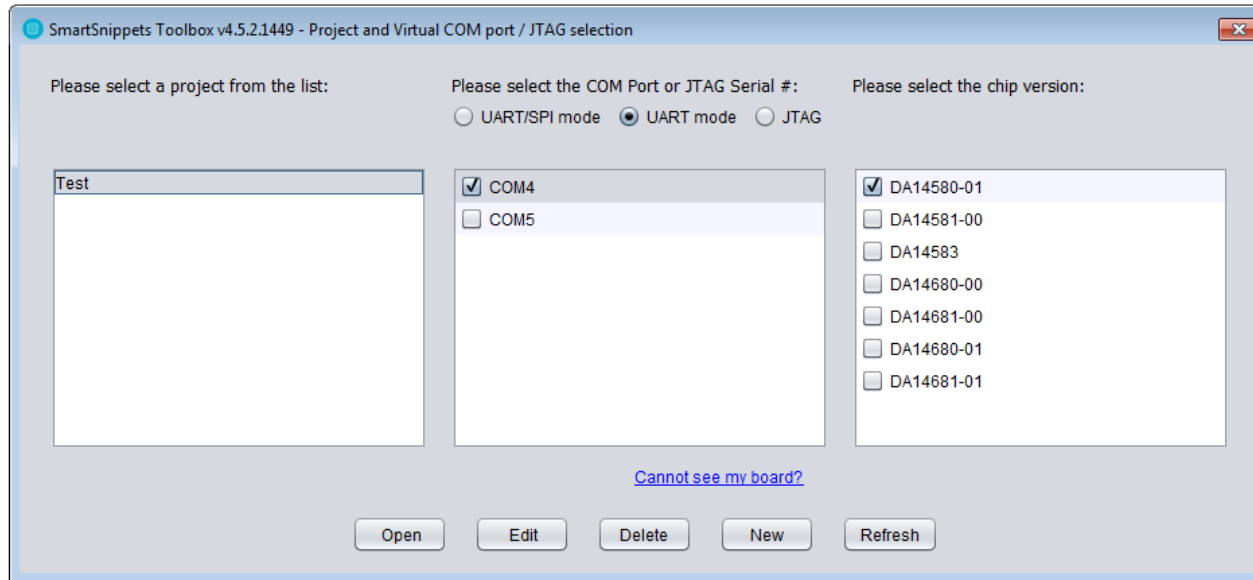 SmartSnippets Toolbox v4.5.2.1449 - Project and Virtual COM port / JTAG selection
Please select a project from the list:
Please select the COM Port or JTAG Serial #:
Please select the chip version:
UART/SPI mode UART mode JTAG
Test
COM4
COM5
DA14580-01
DA14581-00
DA14583
DA14680-00
DA14681-00
DA14680-01
DA14681-01
Cannot see my board?
Open Edit Delete New Refresh